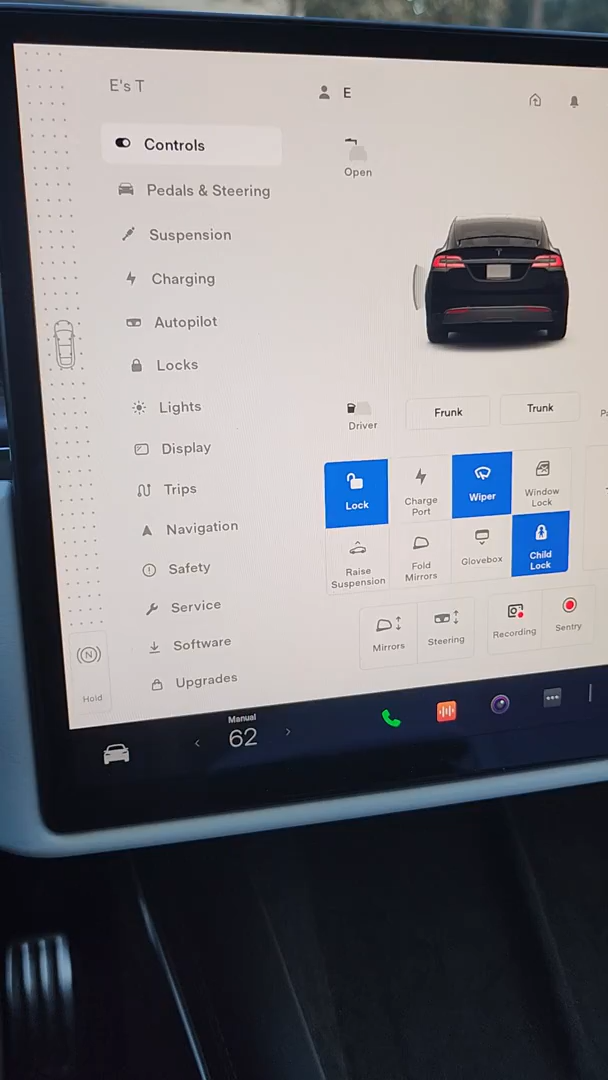 E's T
E
Controls
Open
Pedals & Steering
Suspension
Charging
Autopilot
Locks
Lights
Display
Trips
Navigation
Safety
Service
Software
Upgrades
Driver
Frunk
Trunk
Lock
Charge
Port
Wiper
Window
Lock
Raise
Suspension
Fold
Mirrors
Glovebox
Child
Lock
Mirrors
Steering
Recording
Sentry
N
Hold
Manual
62